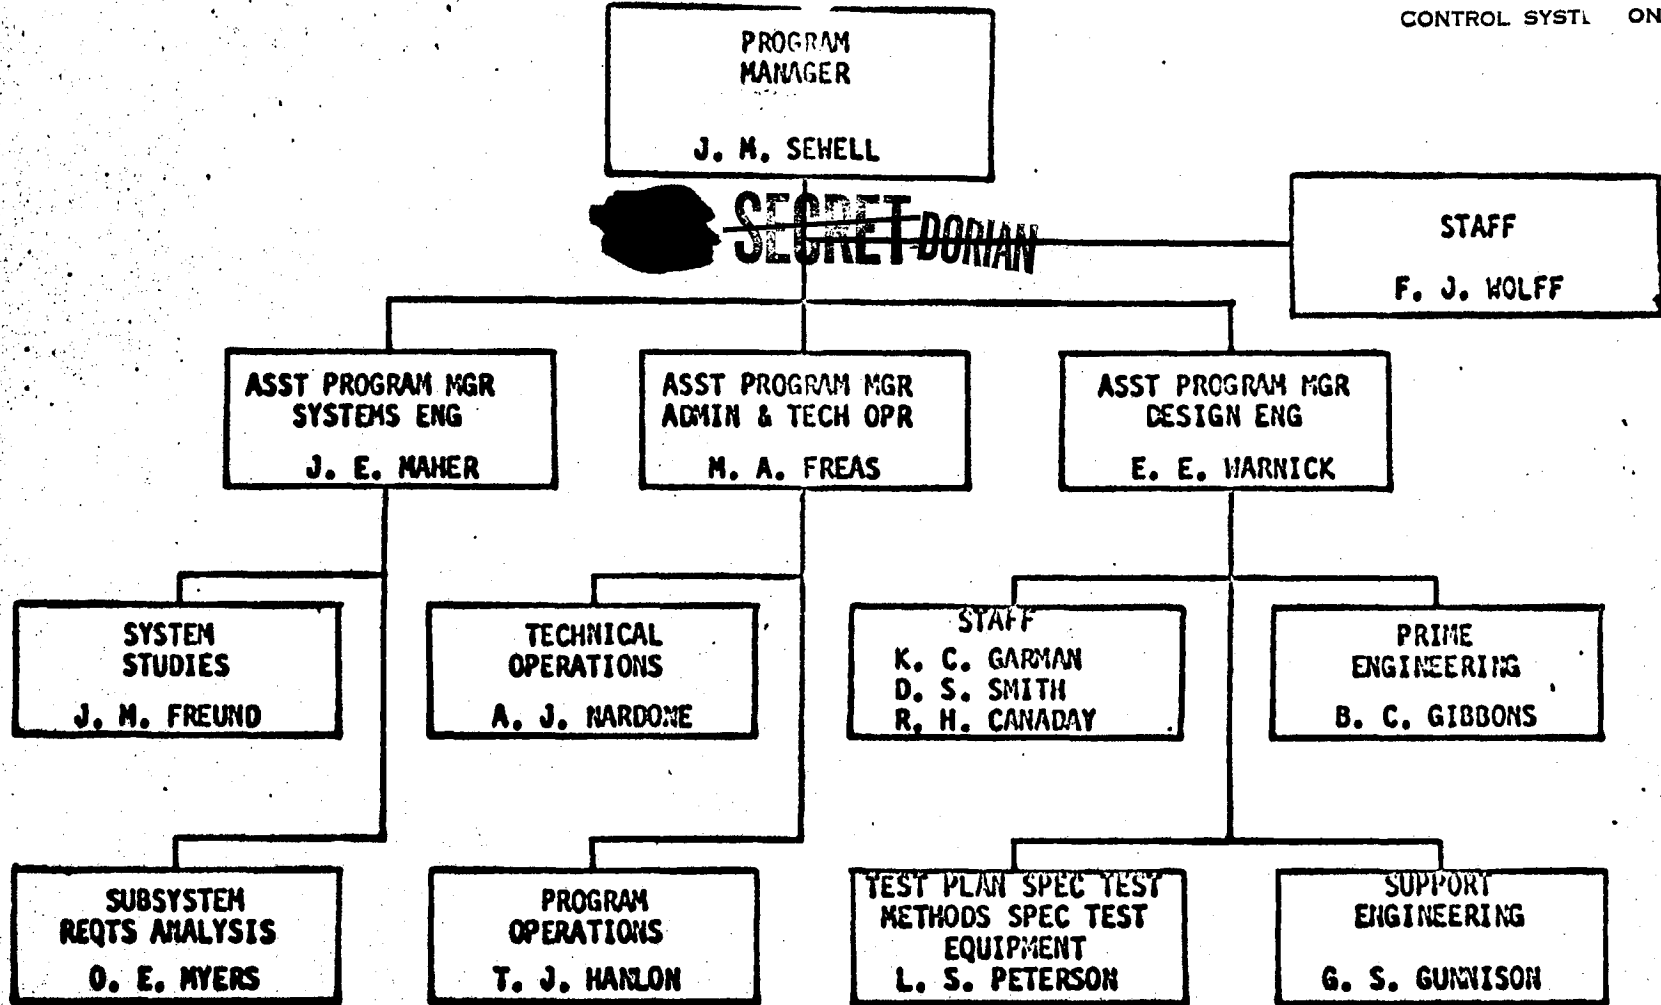 CONTROL SYST ON
PROGRAM
MANAGER
J. M. SEWELL
SECRET DORIAN
STAFF
F. J. WOLFF
ASST PROGRAM MGR
SYSTEMS ENG
J. E. MAHER
ASST PROGRAM MGR
ADMIN & TECH OPR
M. A. FREAS
ASST PROGRAM MGR
DESIGN ENG
E. E. WARNICK
SYSTEM
STUDIES
J. M. FREUND
TECHNICAL
OPERATIONS
A. J. NARDONE
STAFF
K. C. GARMAN
D. S. SMITH
R. H. CANADAY
PRIME
ENGINEERING
B. C. GIBBONS
SUBSYSTEM
REQTS ANALYSIS
O. E. MYERS
PROGRAM
OPERATIONS
T. J. HANLON
TEST PLAN SPEC TEST
METHODS SPEC TEST
EQUIPMENT
L. S. PETERSON
SUPPORT
ENGINEERING
G. S. GUNNISON